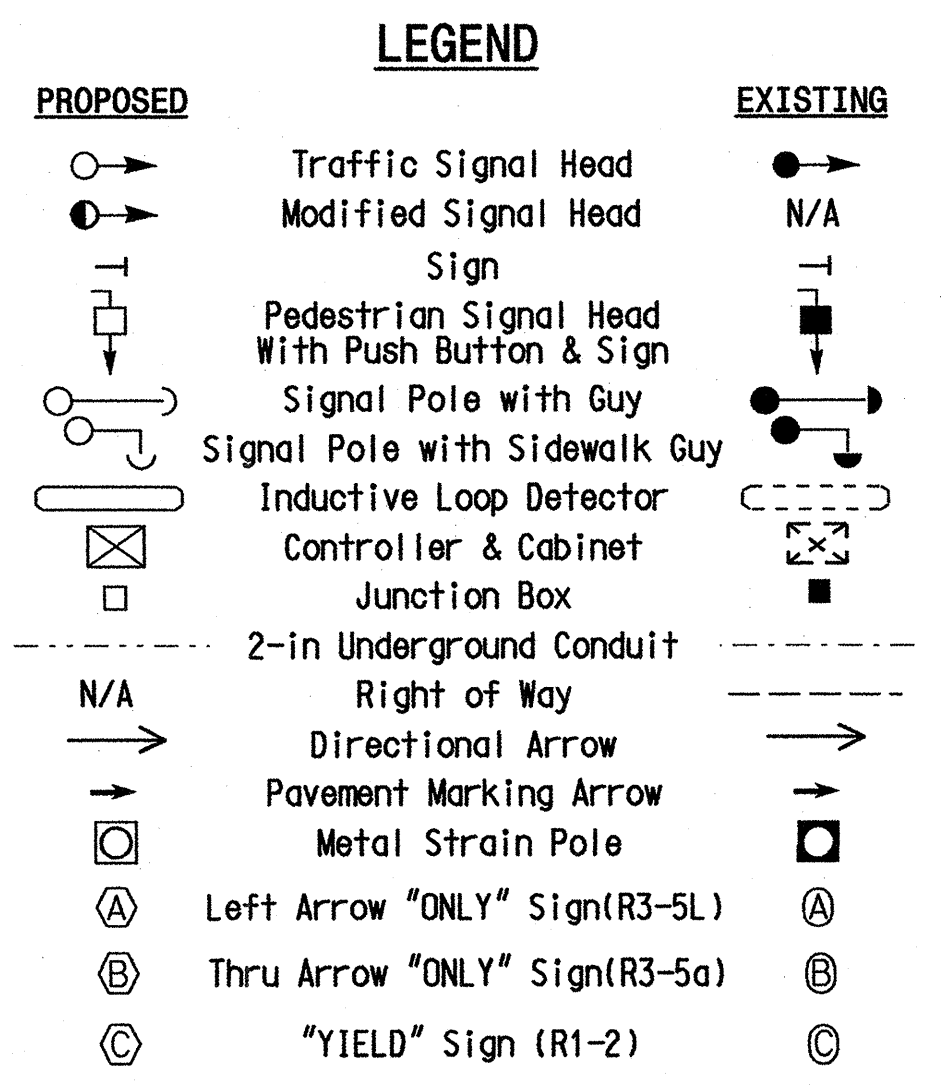 LEGEND
PROPOSED EXISTING
Traffic Signal Head
Modified Signal Head N/A
Sign
Pedestrian Signal Head
With Push Button & Sign
Signal Pole with Guy
Signal Pole with Sidewalk Guy
Inductive Loop Detector
Controller & Cabinet
Junction Box
2-in Underground Conduit
N/A Right of Way
Directional Arrow
Pavement Marking Arrow
Metal Strain Pole
A Left Arrow "ONLY" Sign(R3-5L) A
B Thru Arrow "ONLY" Sign(R3-5a) B
C "YIELD" Sign (R1-2) C